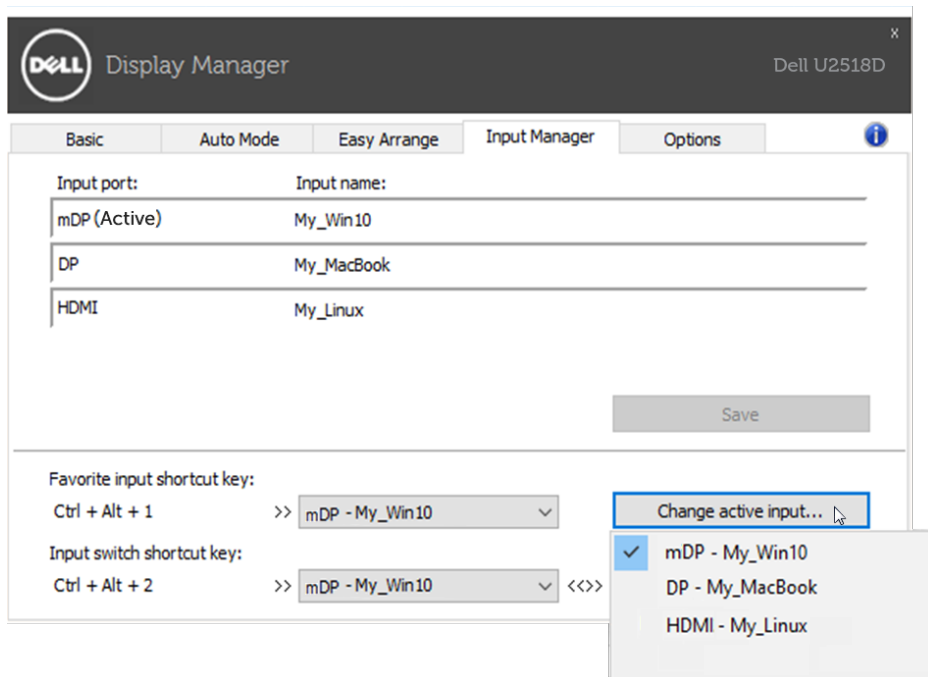 x
DELL Display Manager
Dell U2518D
Basic Auto Mode Easy Arrange Input Manager Options i
Input port: Input name:
mDP (Active) My_Win10
DP My_MacBook
HDMI My_Linux
Save
Favorite input shortcut key:
Ctrl + Alt + 1 >> mDP - My_Win10 Change active input...
Input switch shortcut key:
Ctrl + Alt + 2 >> mDP - My_Win10 <<>>
mDP - My_Win10
DP - My_MacBook
HDMI - My_Linux